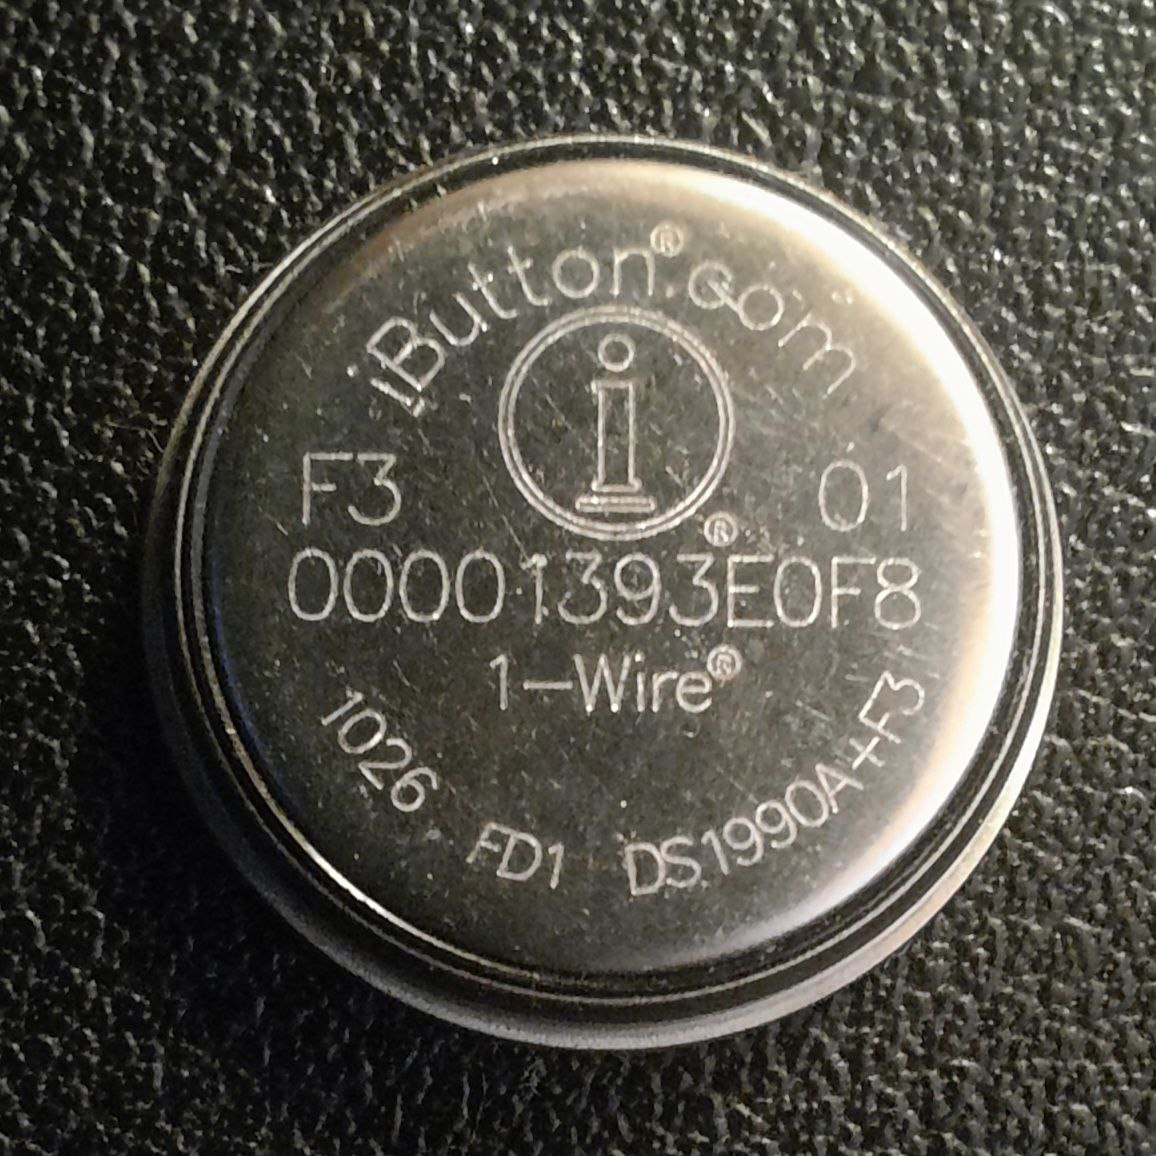 iButton®.com
i®
F3 01
00001393E0F8
1-Wire®
1026 FD1 DS1990A+F3